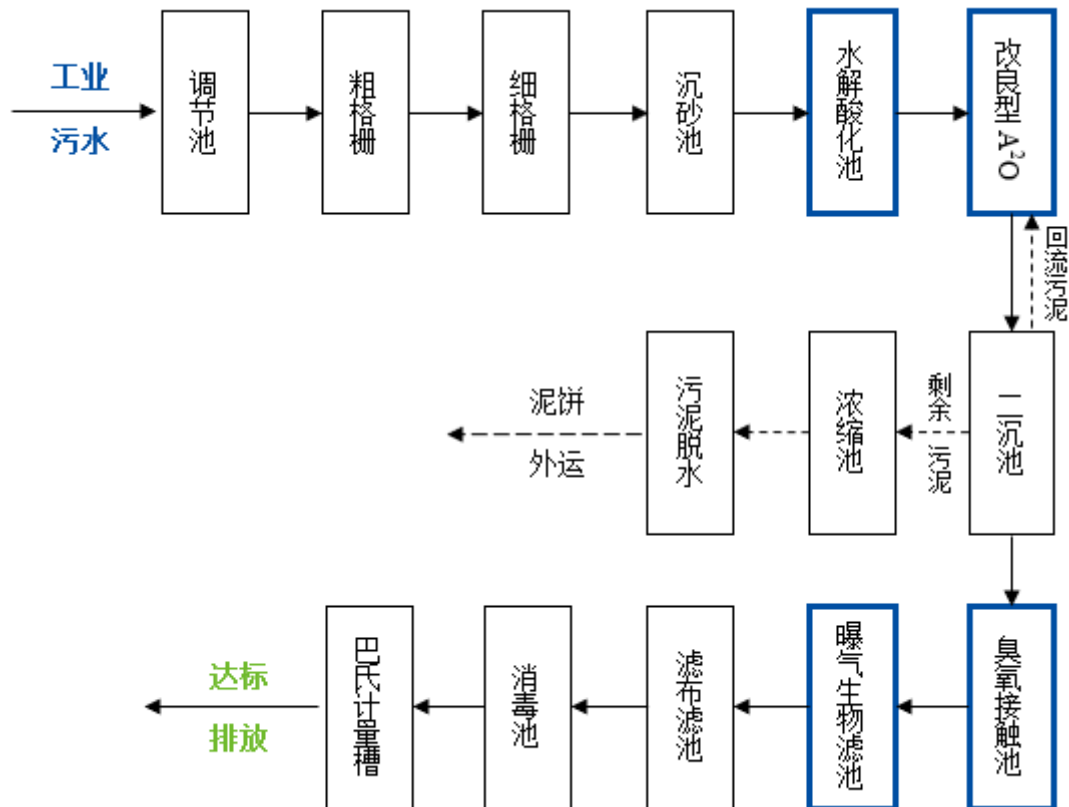 工业
污水
调节池
粗格栅
细格栅
沉砂池
水解酸化池
改良型 A²O
回流污泥
泥饼
外运
污泥脱水
浓缩池
剩余
污泥
二沉池
达标
排放
巴氏计量槽
消毒池
滤布滤池
曝气生物滤池
臭氧接触池